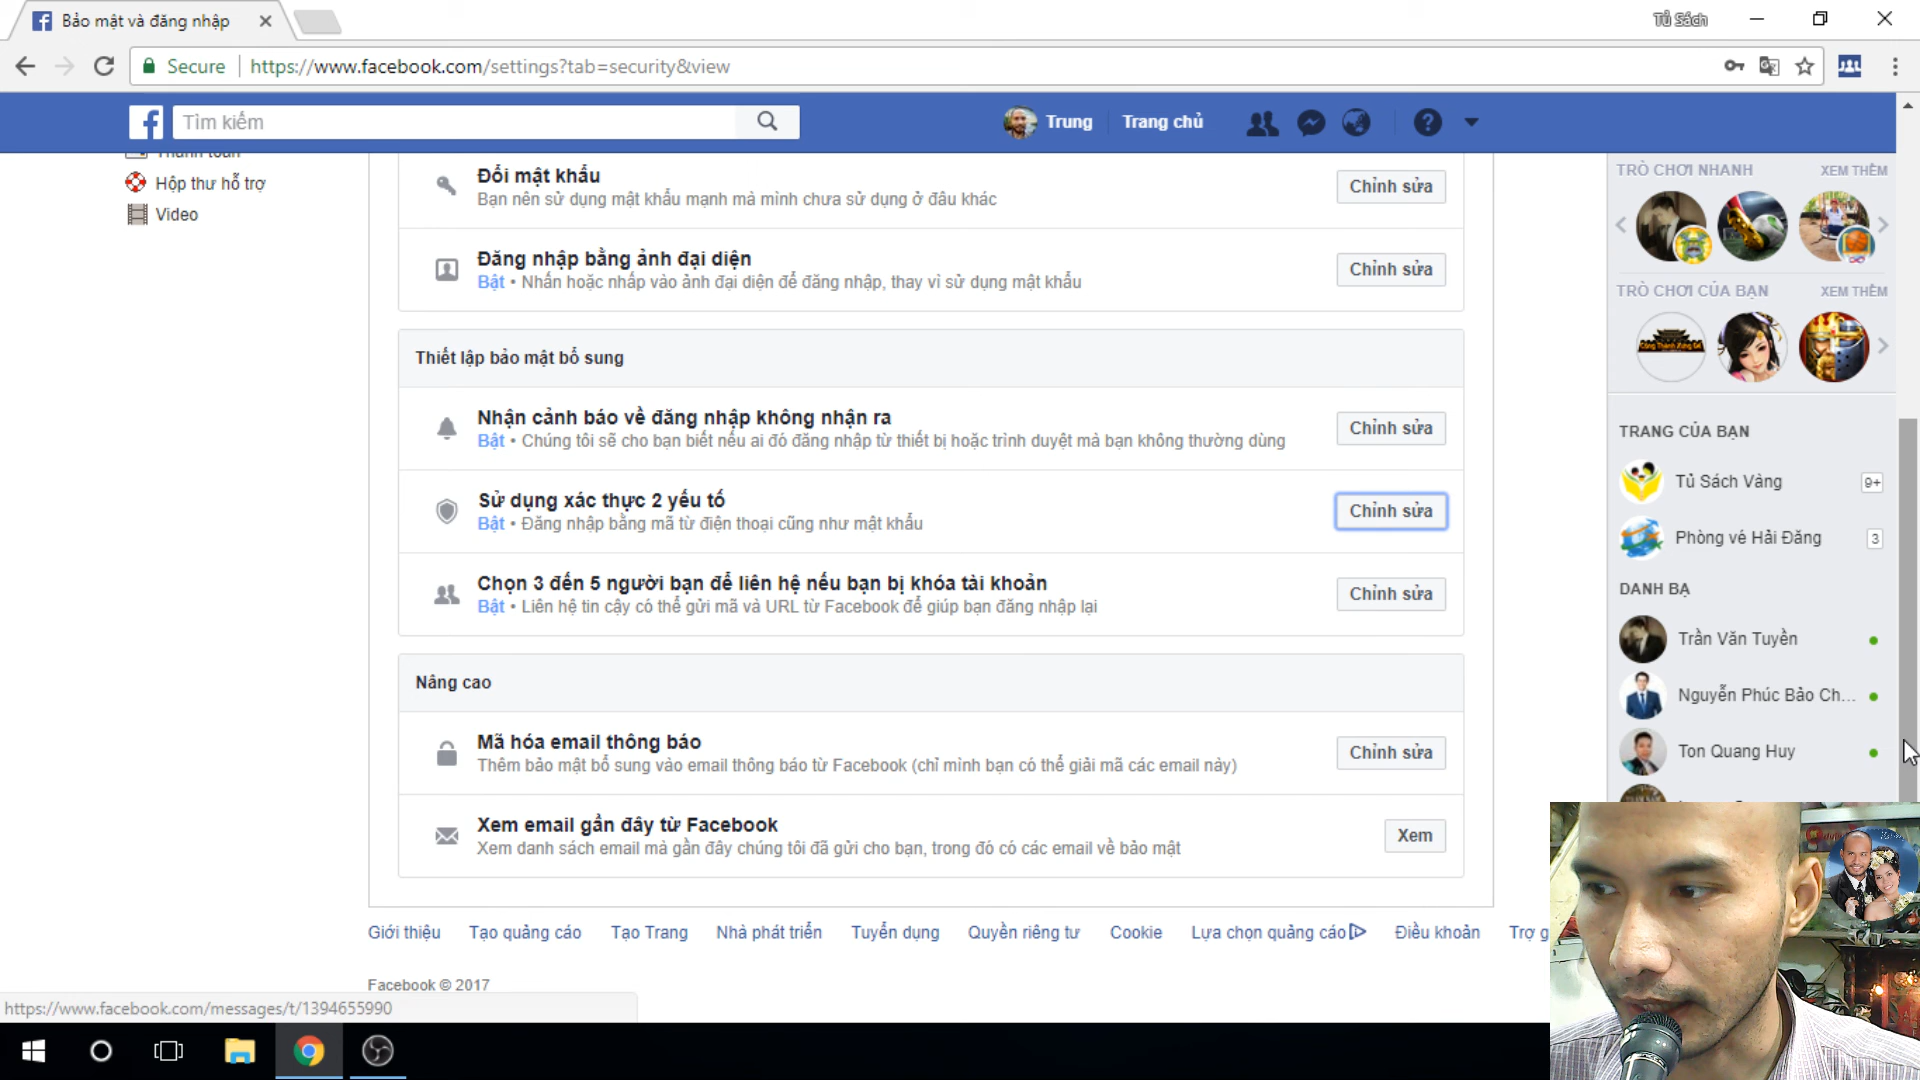 Bảo mật và đăng nhập
Tủ Sách
Secure
https://www.facebook.com/settings?tab=security&view
Tìm kiếm
Trung
Trang chủ
Thanh toán
Hộp thư hỗ trợ
Video
Đổi mật khẩu
Bạn nên sử dụng mật khẩu mạnh mà mình chưa sử dụng ở đâu khác
Chỉnh sửa
Đăng nhập bằng ảnh đại diện
Bật • Nhấn hoặc nhấp vào ảnh đại diện để đăng nhập, thay vì sử dụng mật khẩu
Chỉnh sửa
Thiết lập bảo mật bổ sung
Nhận cảnh báo về đăng nhập không nhận ra
Bật • Chúng tôi sẽ cho bạn biết nếu ai đó đăng nhập từ thiết bị hoặc trình duyệt mà bạn không thường dùng
Chỉnh sửa
Sử dụng xác thực 2 yếu tố
Bật • Đăng nhập bằng mã từ điện thoại cũng như mật khẩu
Chỉnh sửa
Chọn 3 đến 5 người bạn để liên hệ nếu bạn bị khóa tài khoản
Bật • Liên hệ tin cậy có thể gửi mã và URL từ Facebook để giúp bạn đăng nhập lại
Chỉnh sửa
Nâng cao
Mã hóa email thông báo
Thêm bảo mật bổ sung vào email thông báo từ Facebook (chỉ mình bạn có thể giải mã các email này)
Chỉnh sửa
Xem email gần đây từ Facebook
Xem danh sách email mà gần đây chúng tôi đã gửi cho bạn, trong đó có các email về bảo mật
Xem
TRÒ CHƠI NHANH
XEM THÊM
TRÒ CHƠI CỦA BẠN
XEM THÊM
TRANG CỦA BẠN
Tủ Sách Vàng
9+
Phòng vé Hải Đăng
3
DANH BẠ
Trần Văn Tuyền
Nguyễn Phúc Bảo Ch...
Ton Quang Huy
Giới thiệu
Tạo quảng cáo
Tạo Trang
Nhà phát triển
Tuyển dụng
Quyền riêng tư
Cookie
Lựa chọn quảng cáo
Điều khoản
Trợ g
Facebook © 2017
https://www.facebook.com/messages/t/1394655990